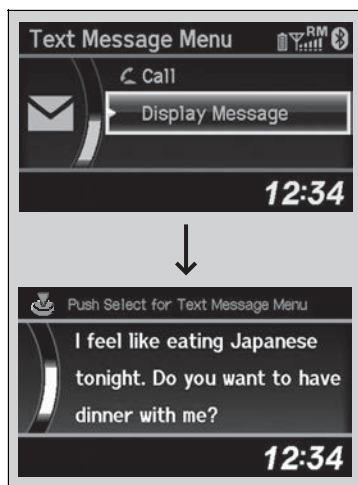 Text Message Menu RM
Call
Display Message
12:34
Push Select for Text Message Menu
I feel like eating Japanese
tonight. Do you want to have
dinner with me?
12:34